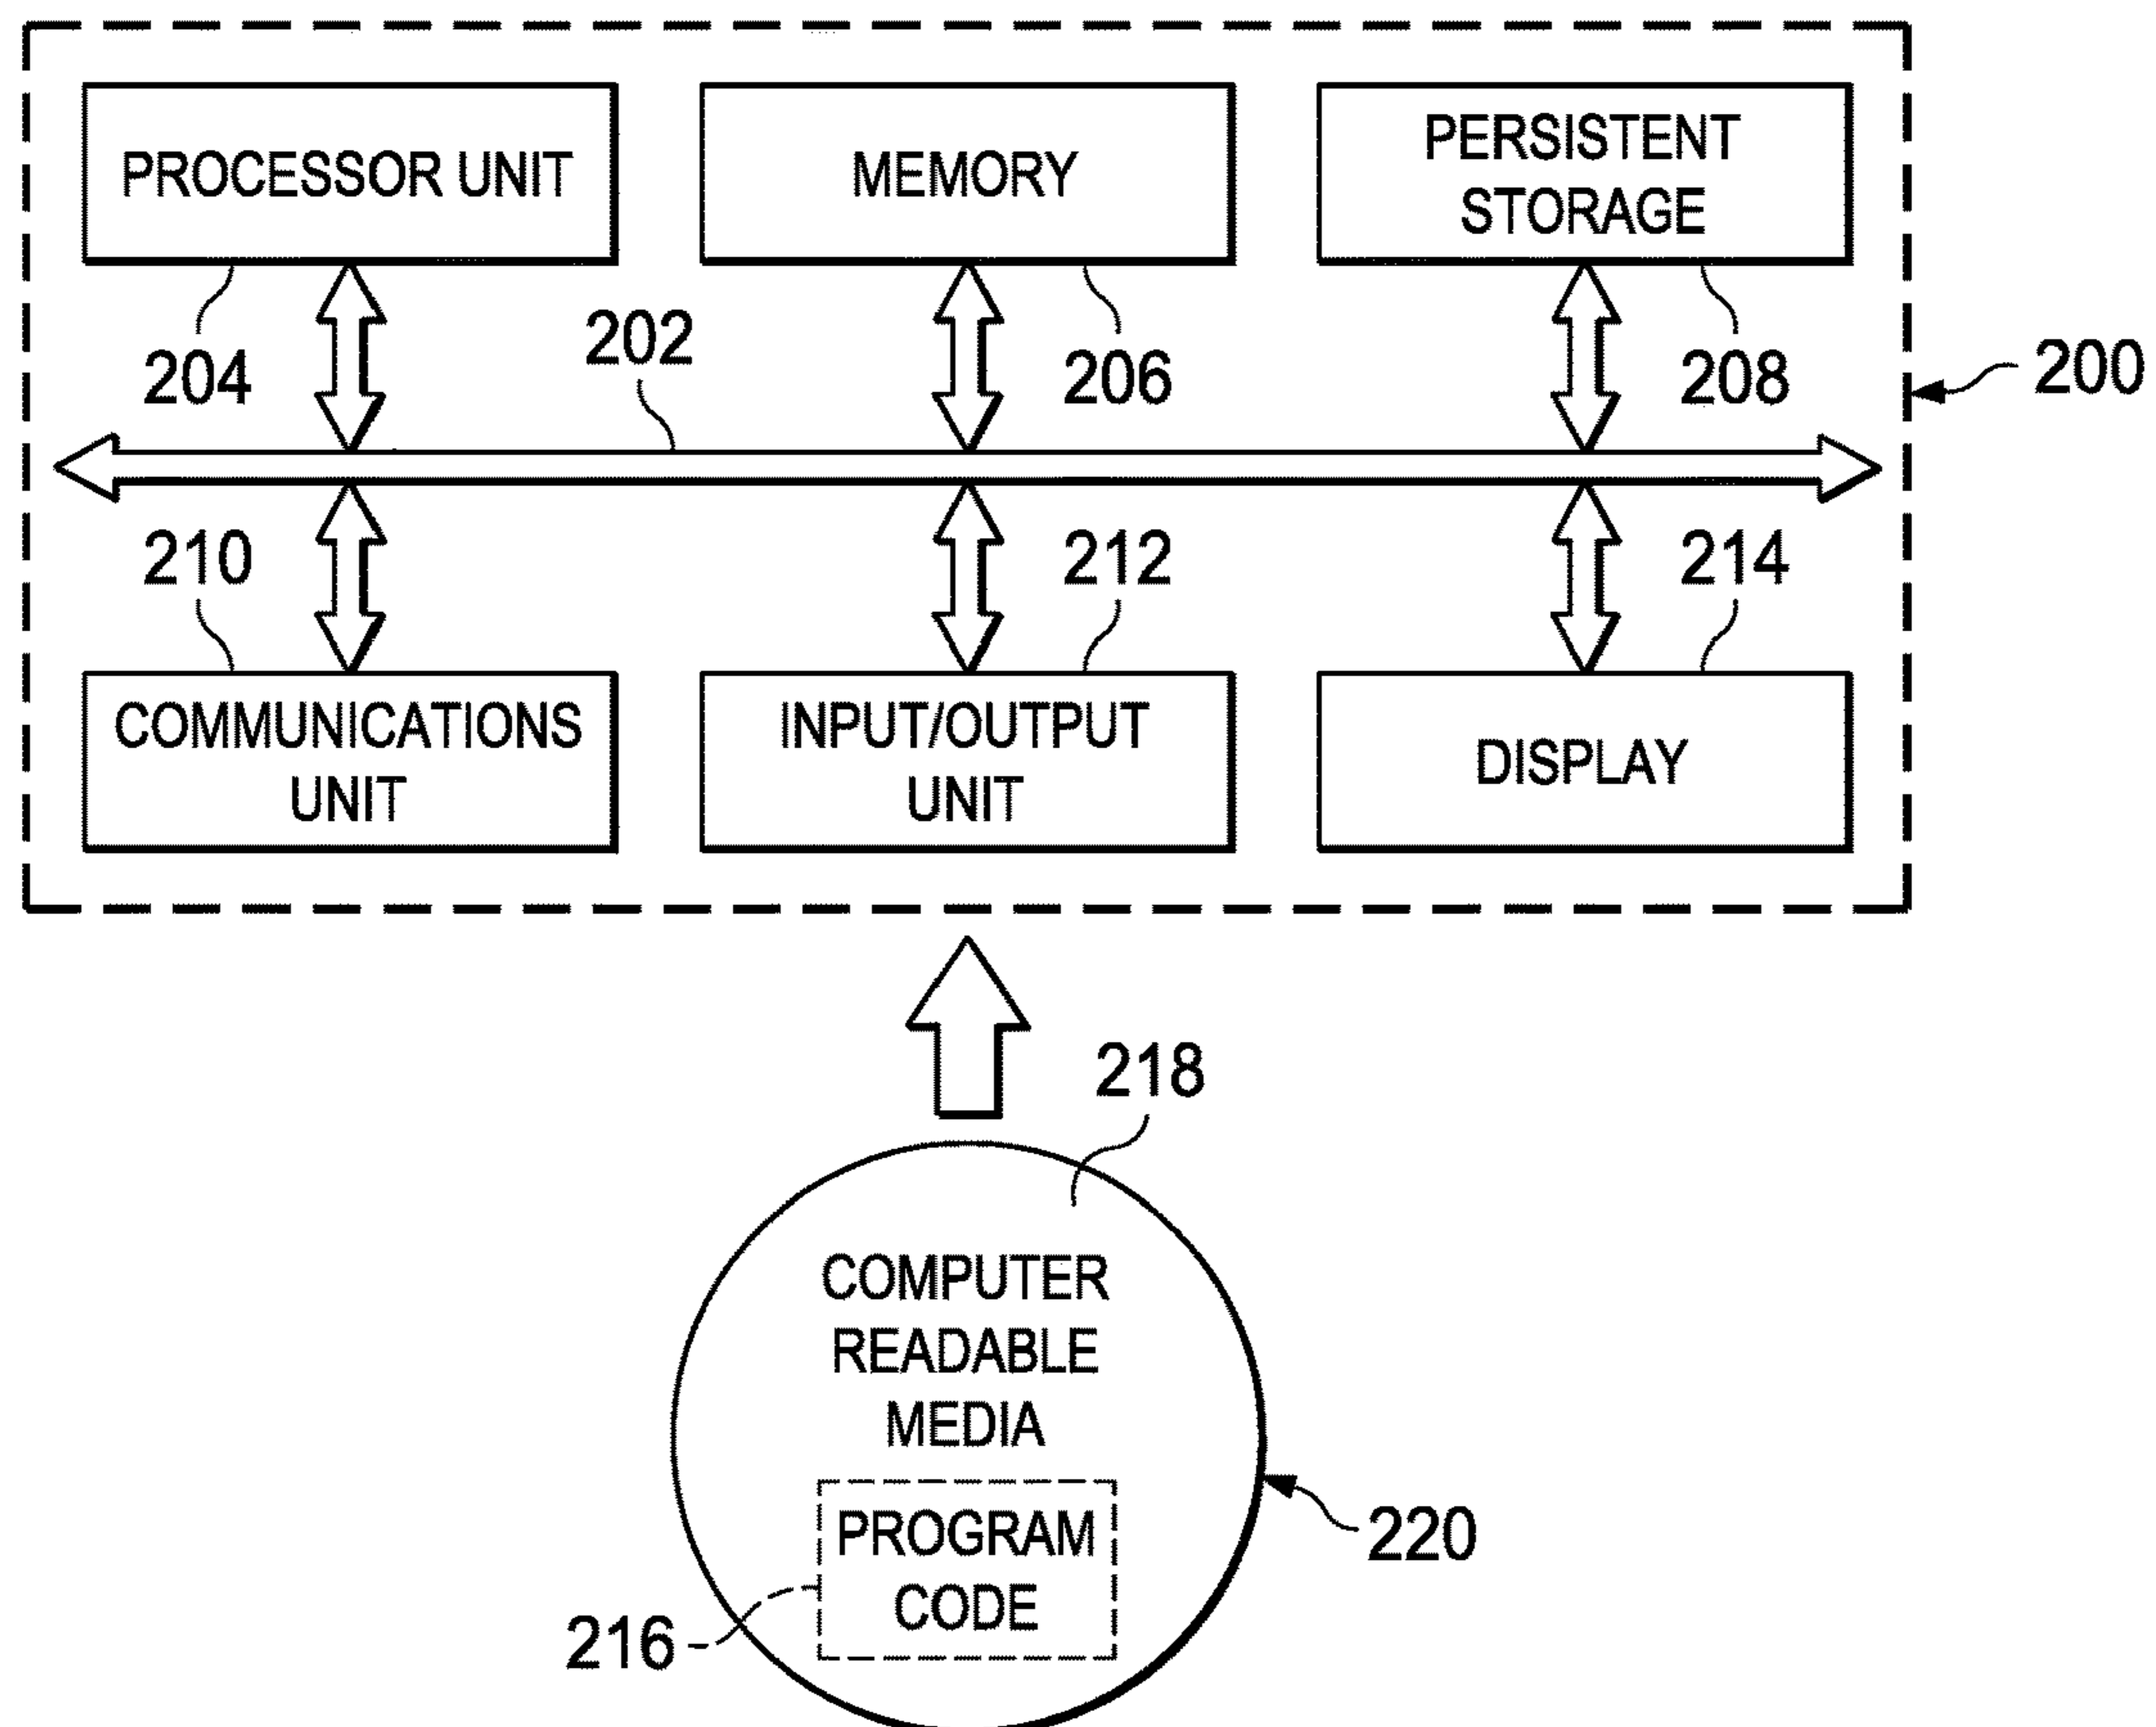 PROCESSOR UNIT
MEMORY
PERSISTENT
STORAGE
204
202
206
208
200
210
212
214
COMMUNICATIONS
UNIT
INPUT/OUTPUT
UNIT
DISPLAY
218
COMPUTER
READABLE
MEDIA
PROGRAM
CODE
220
216